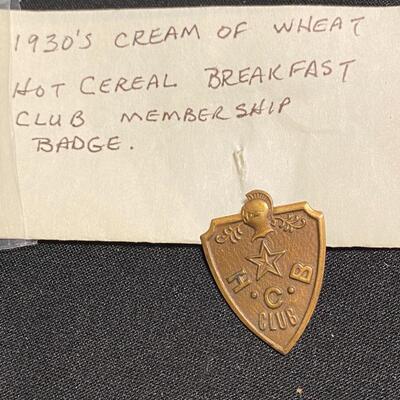 1930's CREAM OF WHEAT
HOT CEREAL BREAKFAST
CLUB MEMBERSHIP
BADGE.
H·C·B
CLUB